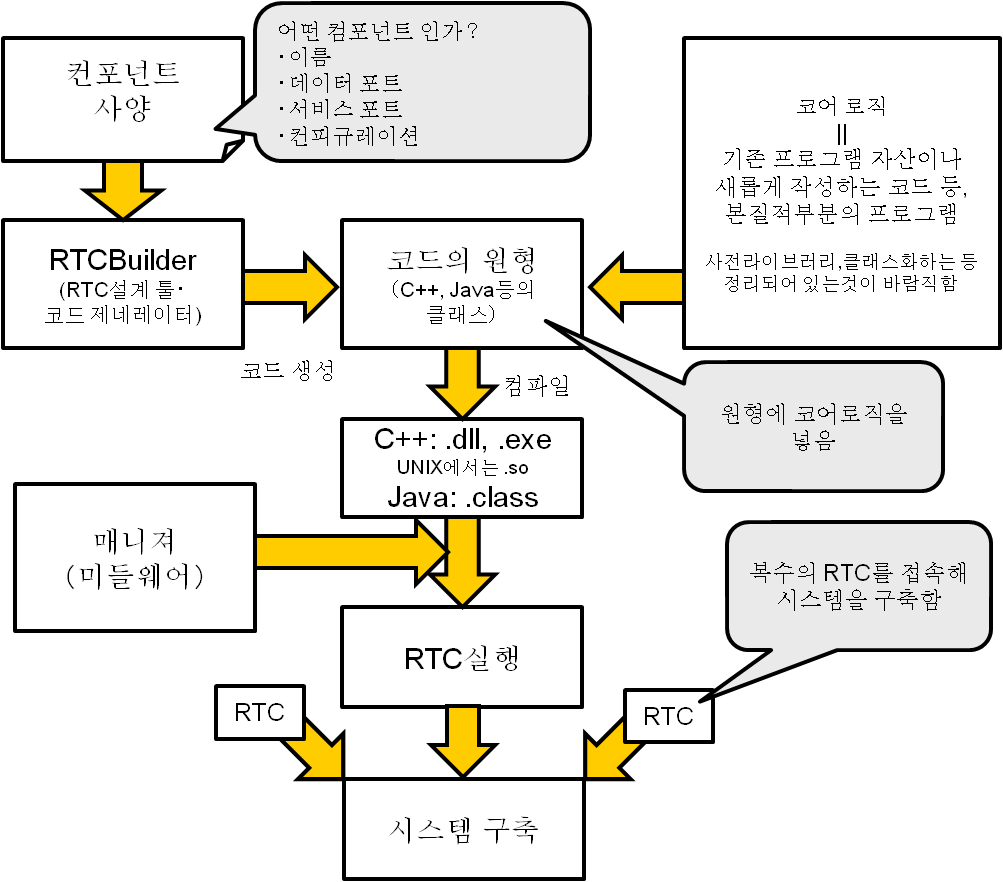 컨포넌트
사양
어떤 컴포넌트 인가?
·이름
·데이터 포트
·서비스 포트
·컨피규레이션
코어 로직
||
기존 프로그램 자산이나
새롭게 작성하는 코드 등,
본질적부분의 프로그램
사전라이브러리,클래스화하는 등
정리되어 있는것이 바람직함
RTCBuilder
(RTC설계 툴·
코드 제네레이터)
코드 생성
코드의 원형
(C++, Java등의
클래스)
원형에 코어로직을
넣음
컴파일
C++: .dll, .exe
UNIX에서는 .so
Java: .class
매니져
(미들웨어)
복수의 RTC를 접속해
시스템을 구축함
RTC실행
RTC
RTC
시스템 구축